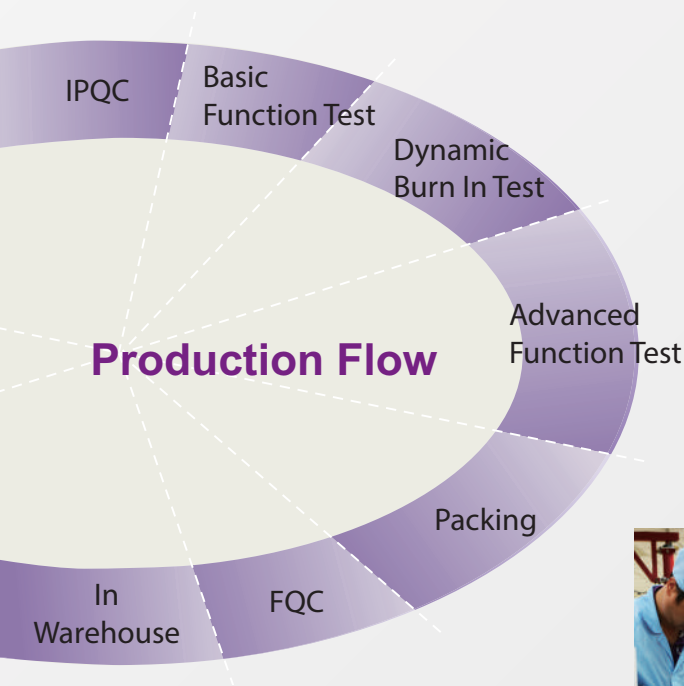 IPQC
Basic
Function Test
Dynamic
Burn In Test
Advanced
Function Test
Production Flow
Packing
FQC
In
Warehouse